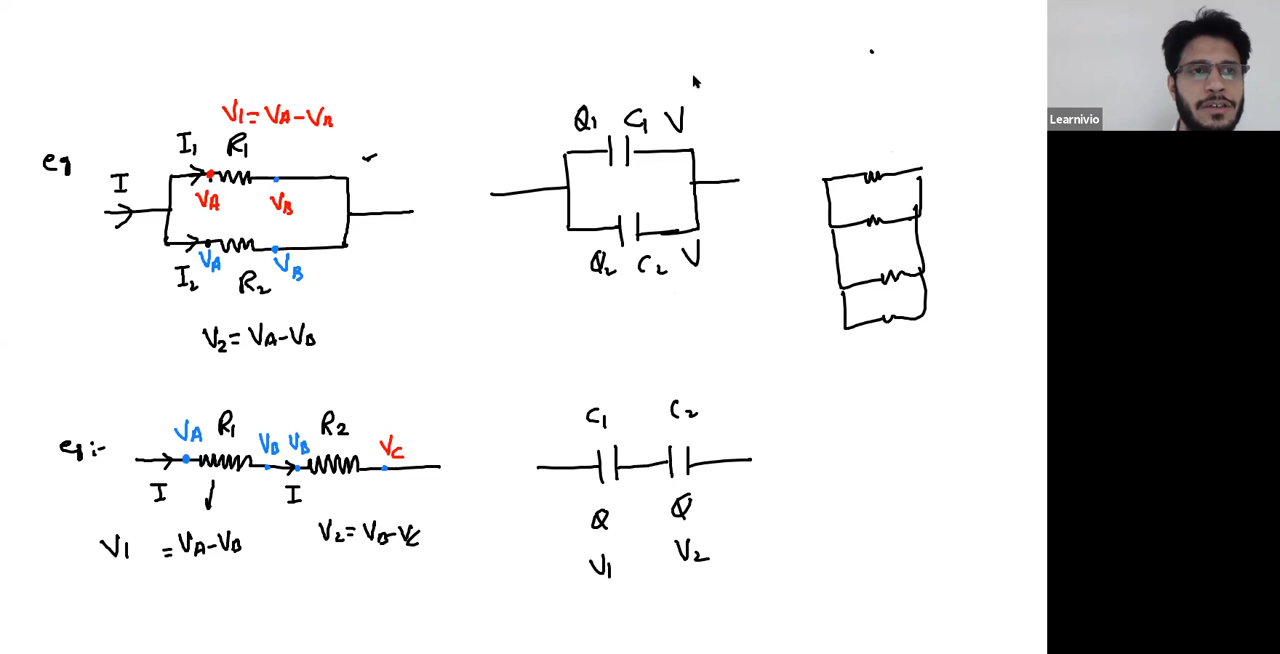 V1 = VA - VB
I1 R1
eg
I
VA VB
VA VB
I2 R2
V2 = VA - VB
Q1 C1 V
Q2 C2 V
eg :-
VA R1 VB VB R2 VC
I I
V1 = VA - VB
V2 = VB - VC
C1 C2
Q Q
V1 V2
Learnivio